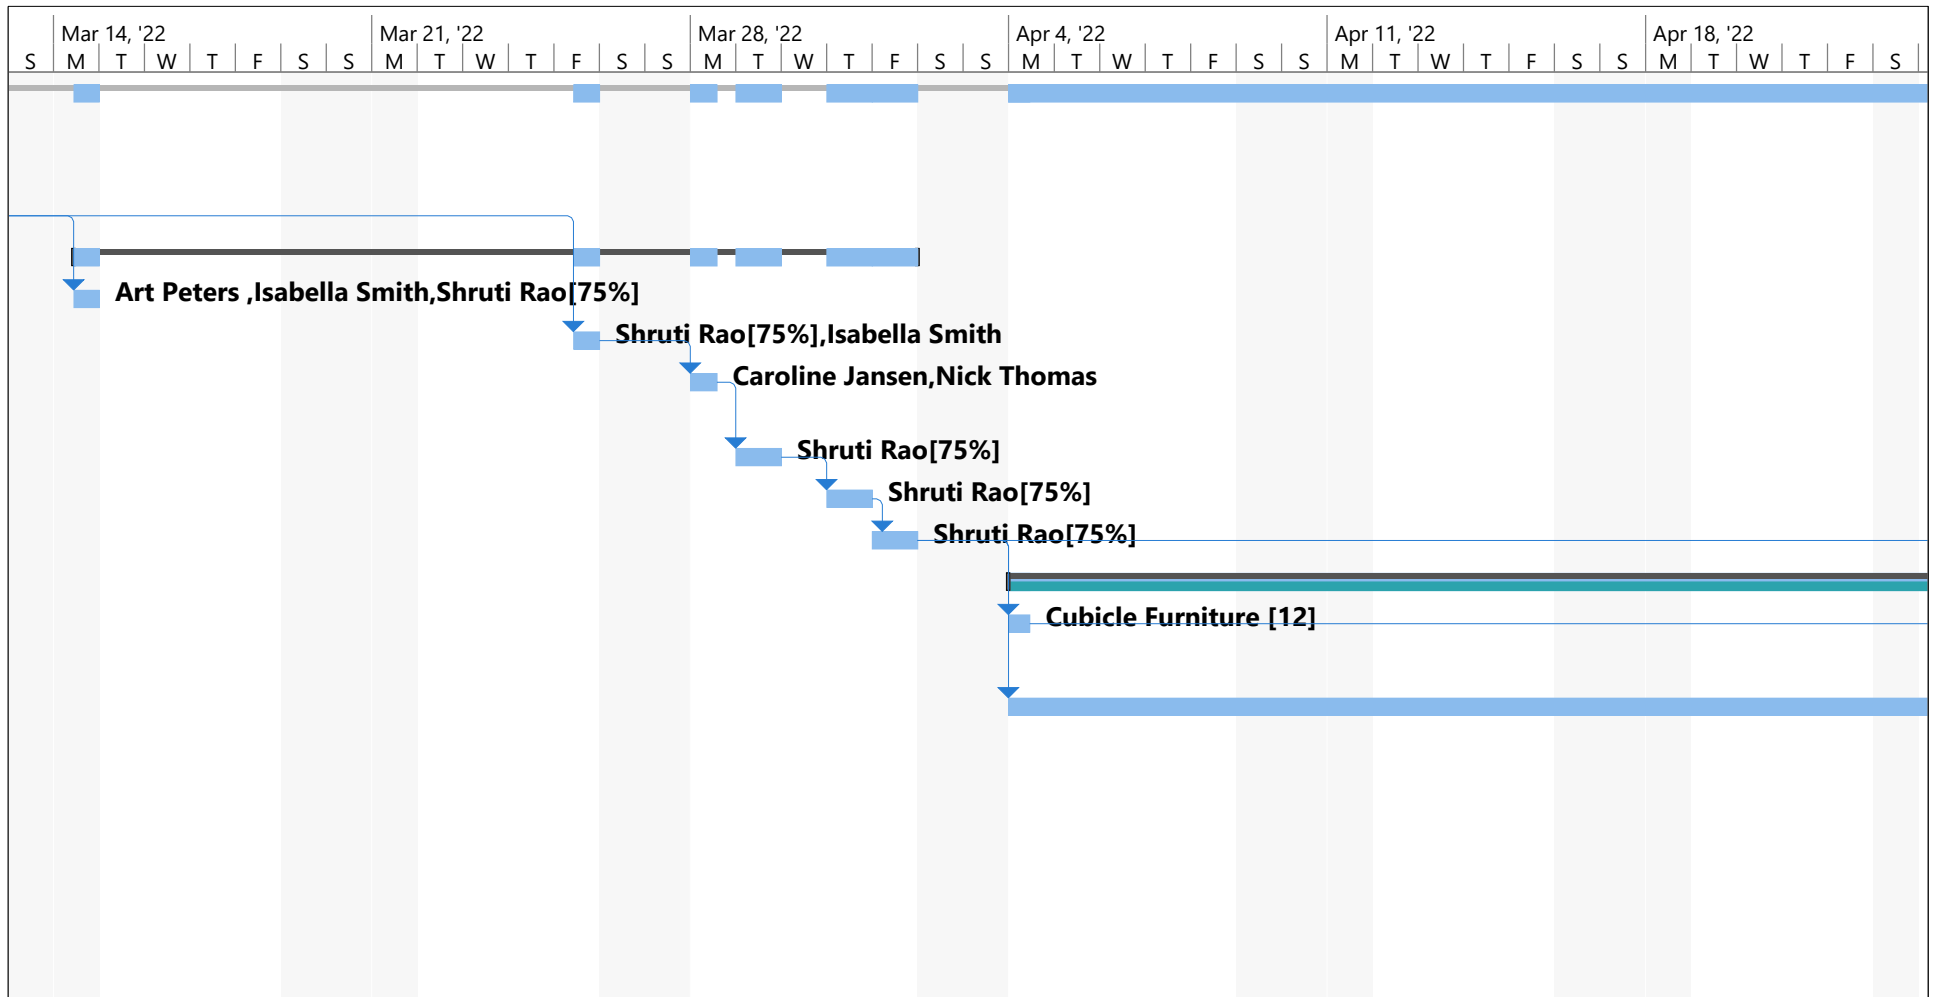 Mar 14, '22 Mar 21, '22 Mar 28, '22 Apr 4, '22 Apr 11, '22 Apr 18, '22
S M T W T F S S M T W T F S S M T W T F S S M T W T F S S M T W T F S S M T W T F S
Art Peters ,Isabella Smith,Shruti Rao[75%]
Shruti Rao[75%],Isabella Smith
Caroline Jansen,Nick Thomas
Shruti Rao[75%]
Shruti Rao[75%]
Shruti Rao[75%]
Cubicle Furniture [12]